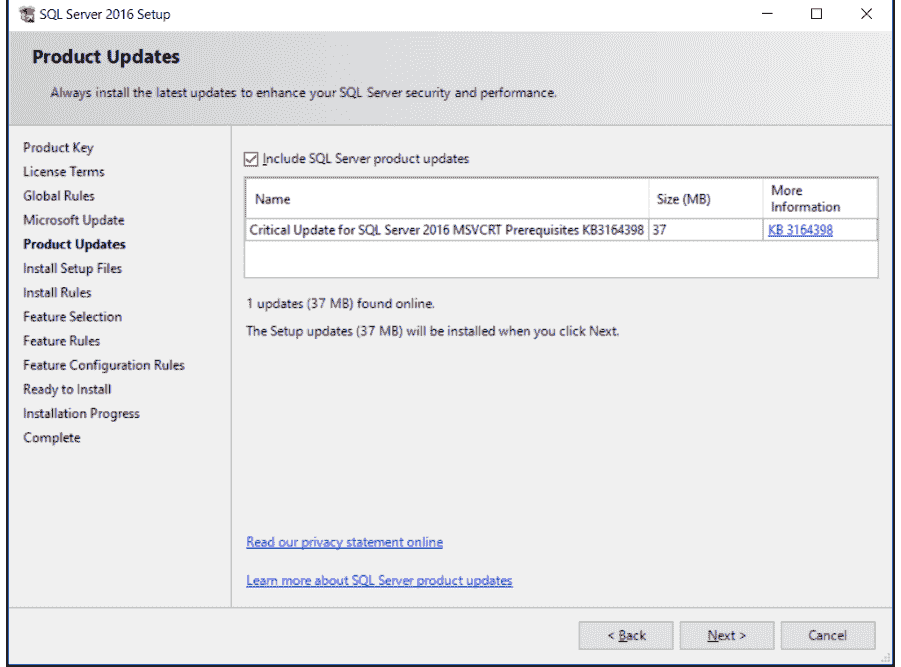 SQL Server 2016 Setup
Product Updates
Always install the latest updates to enhance your SQL Server security and performance.
Product Key
License Terms
Global Rules
Microsoft Update
Product Updates
Install Setup Files
Install Rules
Feature Selection
Feature Rules
Feature Configuration Rules
Ready to Install
Installation Progress
Complete
Include SQL Server product updates
Name Size (MB) More Information
Critical Update for SQL Server 2016 MSVCRT Prerequisites KB3164398 37 KB 3164398
1 updates (37 MB) found online.
The Setup updates (37 MB) will be installed when you click Next.
Read our privacy statement online
Learn more about SQL Server product updates
< Back Next > Cancel